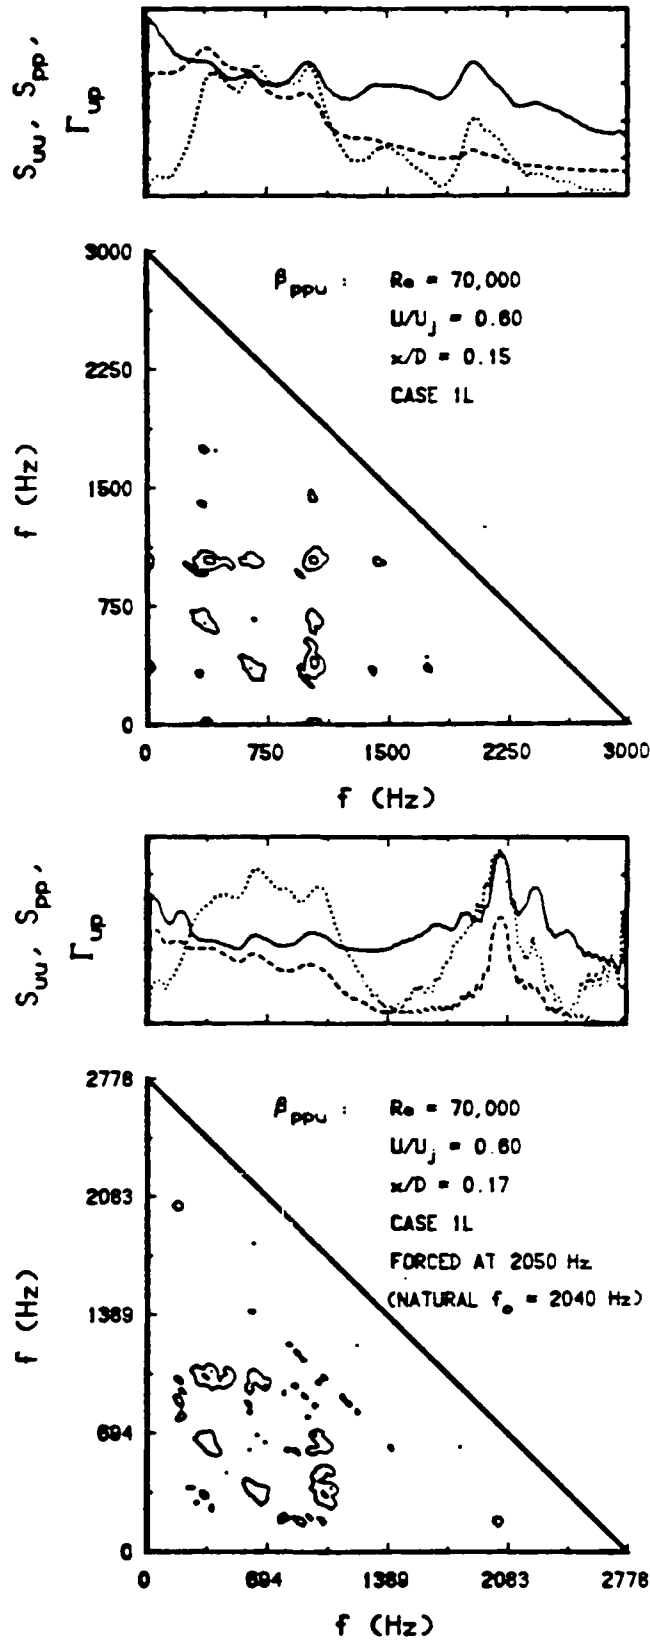 S_uu, S_pp,
Γ_up
3000
2250
1500
750
0
f (Hz)
β_ppu : Re = 70,000
U/U_j = 0.60
x/D = 0.15
CASE 1L
0 750 1500 2250 3000
f (Hz)
S_uu, S_pp,
Γ_up
2778
2083
1389
694
0
f (Hz)
β_ppu : Re = 70,000
U/U_j = 0.60
x/D = 0.17
CASE 1L
FORCED AT 2050 Hz
(NATURAL f_o = 2040 Hz)
0 694 1389 2083 2778
f (Hz)